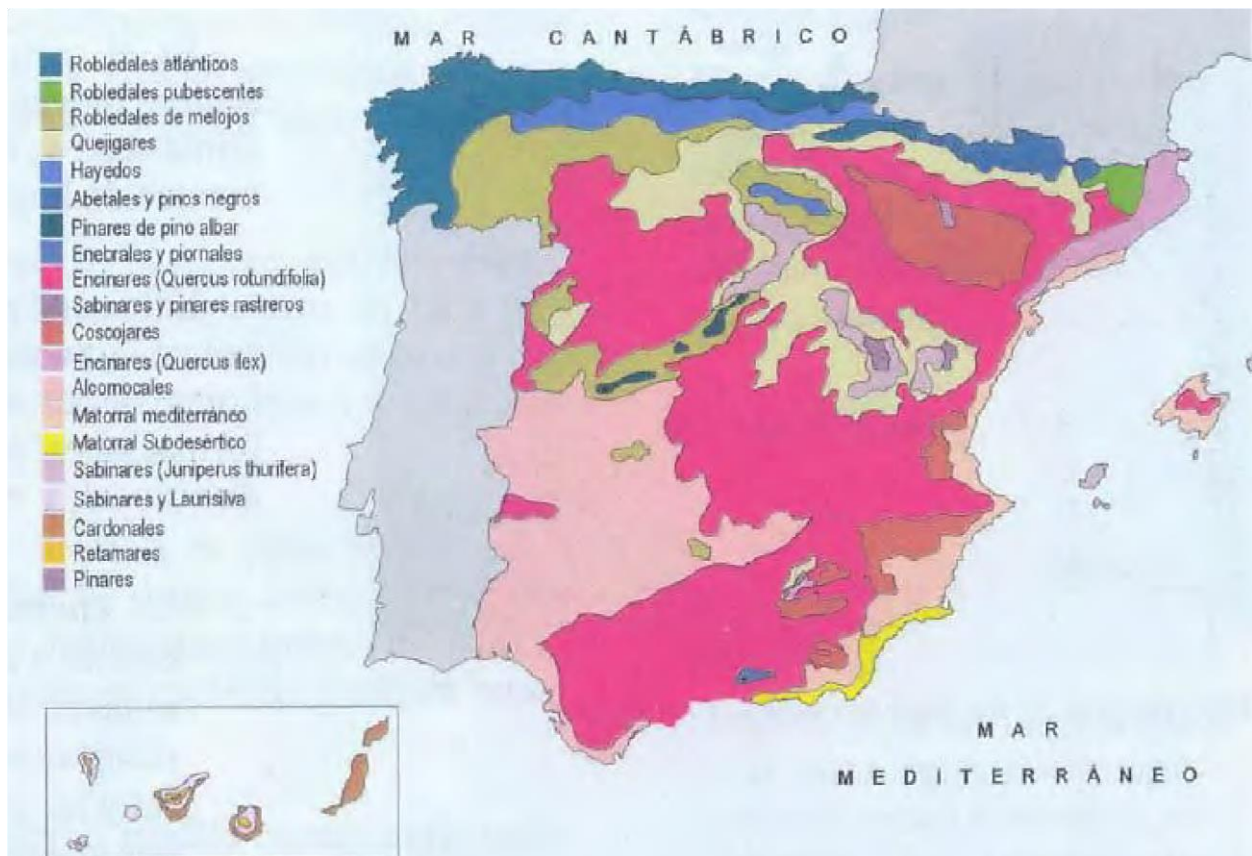 MAR CANTÁBRICO
Robledales atlánticos
Robledales pubescentes
Robledales de melojos
Quejigares
Hayedos
Abetales y pinos negros
Pinares de pino albar
Enebrales y piornales
Encinares (Quercus rotundifolia)
Sabinares y pinares rastreros
Coscojares
Encinares (Quercus ilex)
Alcornocales
Matorral mediterráneo
Matorral Subdesértico
Sabinares (Juniperus thurifera)
Sabinares y Laurisilva
Cardonales
Retamares
Pinares
MAR
MEDITERRÁNEO